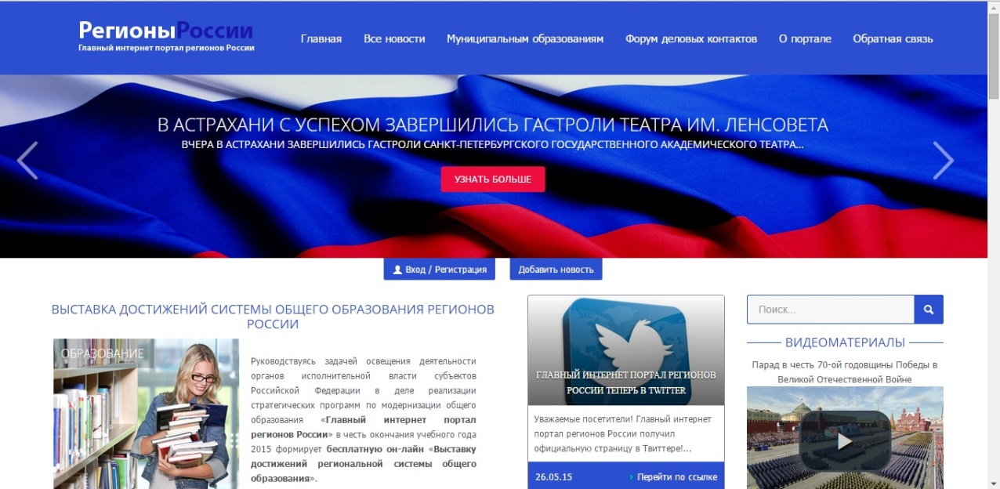 РегионыРоссии
Главный интернет портал регионов России
Главная
Все новости
Муниципальным образованиям
Форум деловых контактов
О портале
Обратная связь
В АСТРАХАНИ С УСПЕХОМ ЗАВЕРШИЛИСЬ ГАСТРОЛИ ТЕАТРА ИМ. ЛЕНСОВЕТА
ВЧЕРА В АСТРАХАНИ ЗАВЕРШИЛИСЬ ГАСТРОЛИ САНКТ-ПЕТЕРБУРГСКОГО ГОСУДАРСТВЕННОГО АКАДЕМИЧЕСКОГО ТЕАТРА...
УЗНАТЬ БОЛЬШЕ
Вход / Регистрация
Добавить новость
ВЫСТАВКА ДОСТИЖЕНИЙ СИСТЕМЫ ОБЩЕГО ОБРАЗОВАНИЯ РЕГИОНОВ
РОССИИ
ОБРАЗОВАНИЕ
Руководствуясь задачей освещения деятельности
органов исполнительной власти субъектов
Российской Федерации в деле реализации
стратегических программ по модернизации общего
образования «Главный интернет портал
регионов России» в честь окончания учебного года
2015 формирует бесплатную он-лайн «Выставку
достижений региональной системы общего
образования».
ГЛАВНЫЙ ИНТЕРНЕТ ПОРТАЛ РЕГИОНОВ
РОССИИ ТЕПЕРЬ В TWITTER
Уважаемые посетители! Главный интернет
портал регионов России получил
официальную страницу в Твиттере!...
26.05.15
Перейти по ссылке
Поиск...
ВИДЕОМАТЕРИАЛЫ
Парад в честь 70-ой годовщины Победы в
Великой Отечественной Войне